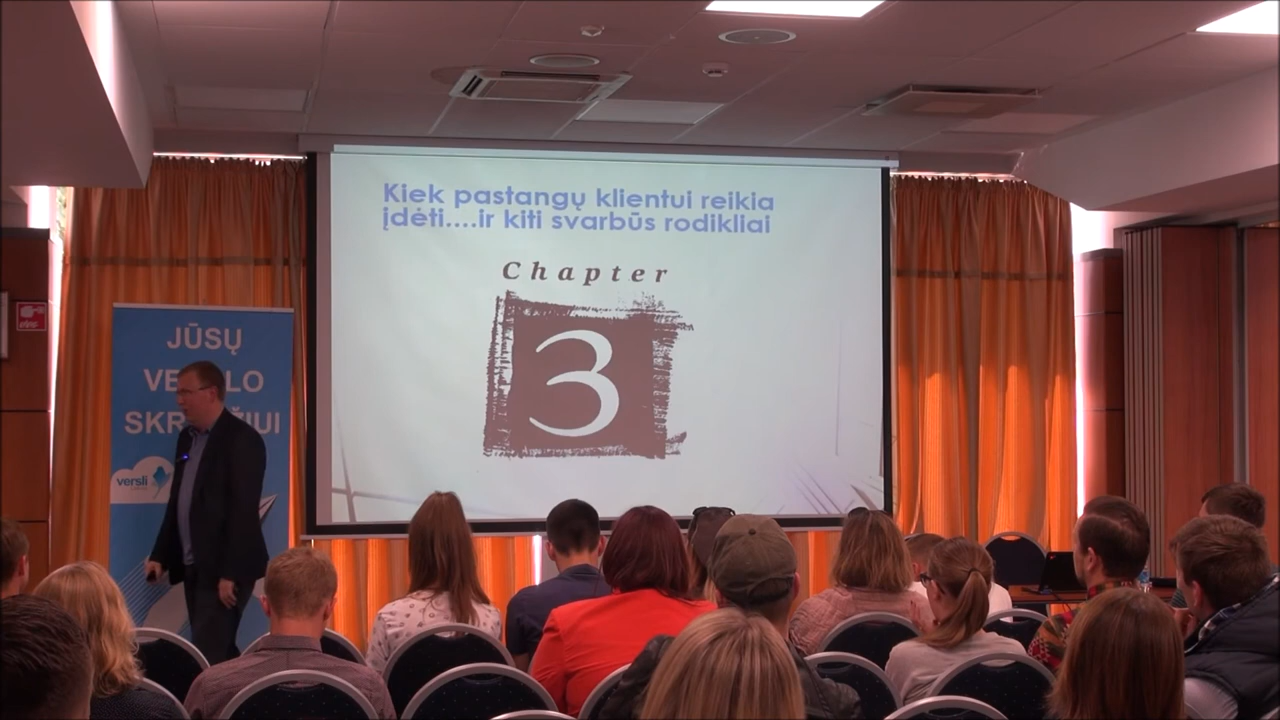 Kiek pastangų klientui reikia
įdėti....ir kiti svarbūs rodikliai
Chapter
3
JŪSŲ
versli